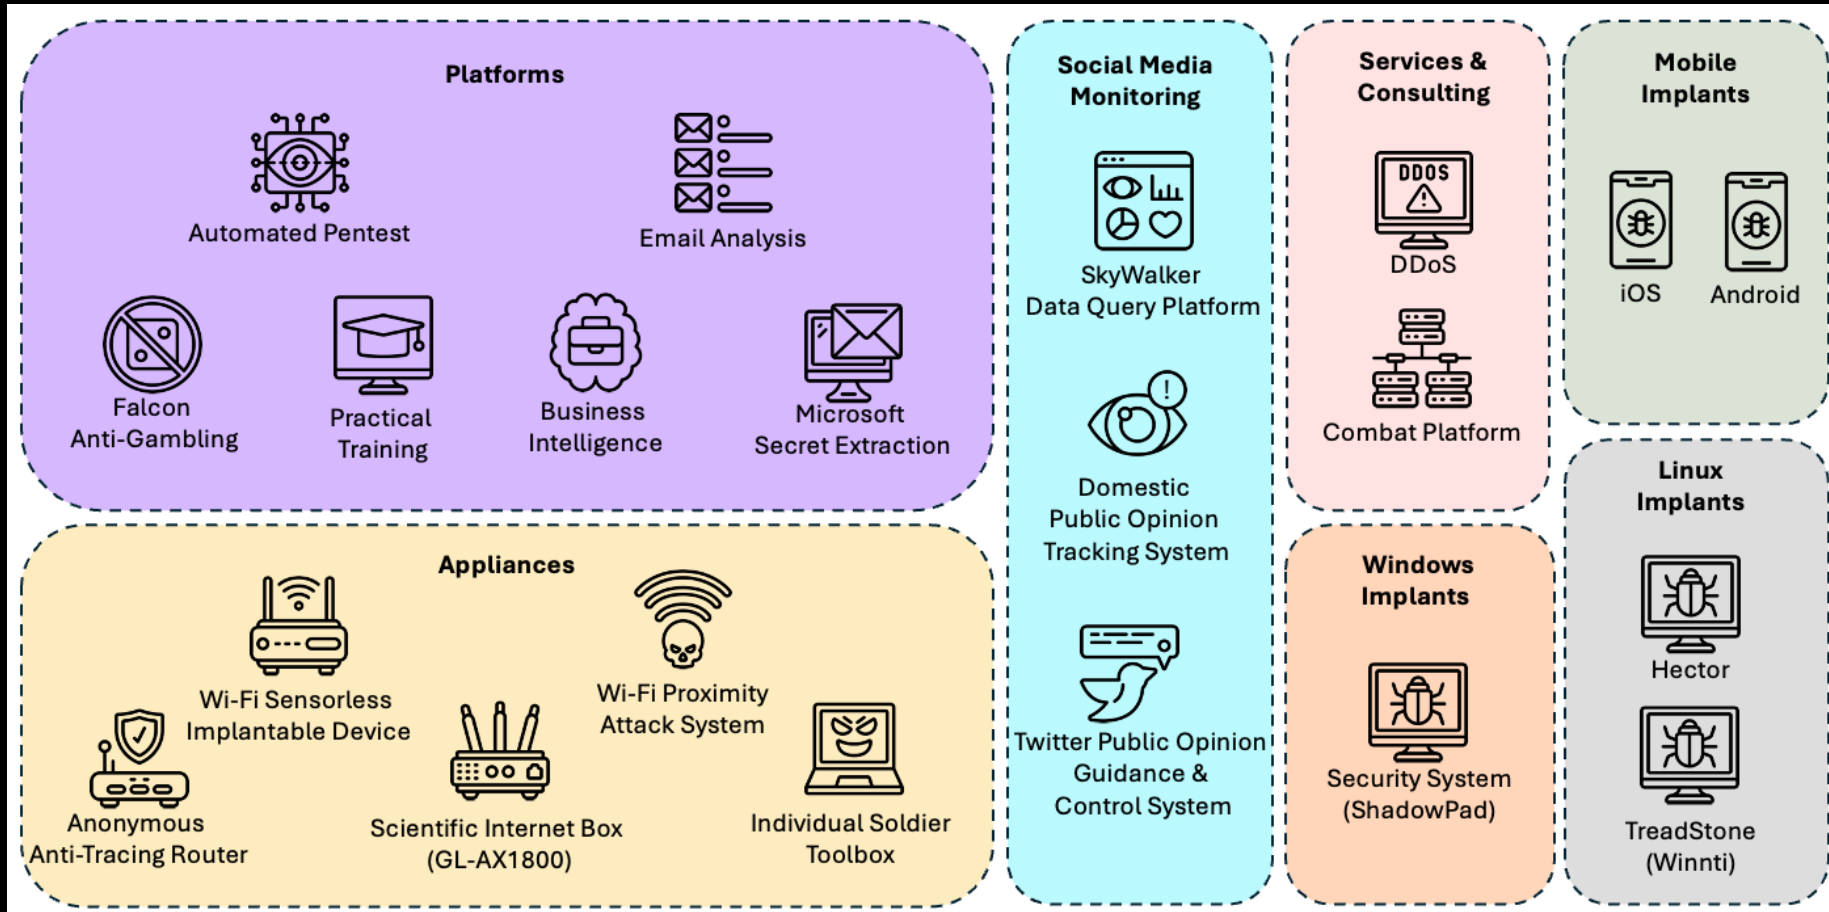 Platforms
Automated Pentest
Email Analysis
Falcon
Anti-Gambling
Practical
Training
Business
Intelligence
Microsoft
Secret Extraction
Appliances
Wi-Fi Sensorless
Implantable Device
Wi-Fi Proximity
Attack System
Anonymous
Anti-Tracing Router
Scientific Internet Box
(GL-AX1800)
Individual Soldier
Toolbox
Social Media
Monitoring
SkyWalker
Data Query Platform
!
Domestic
Public Opinion
Tracking System
Twitter Public Opinion
Guidance &
Control System
Services &
Consulting
DDOS
DDoS
Combat Platform
Windows
Implants
Security System
(ShadowPad)
Mobile
Implants
iOS
Android
Linux
Implants
Hector
TreadStone
(Winnti)